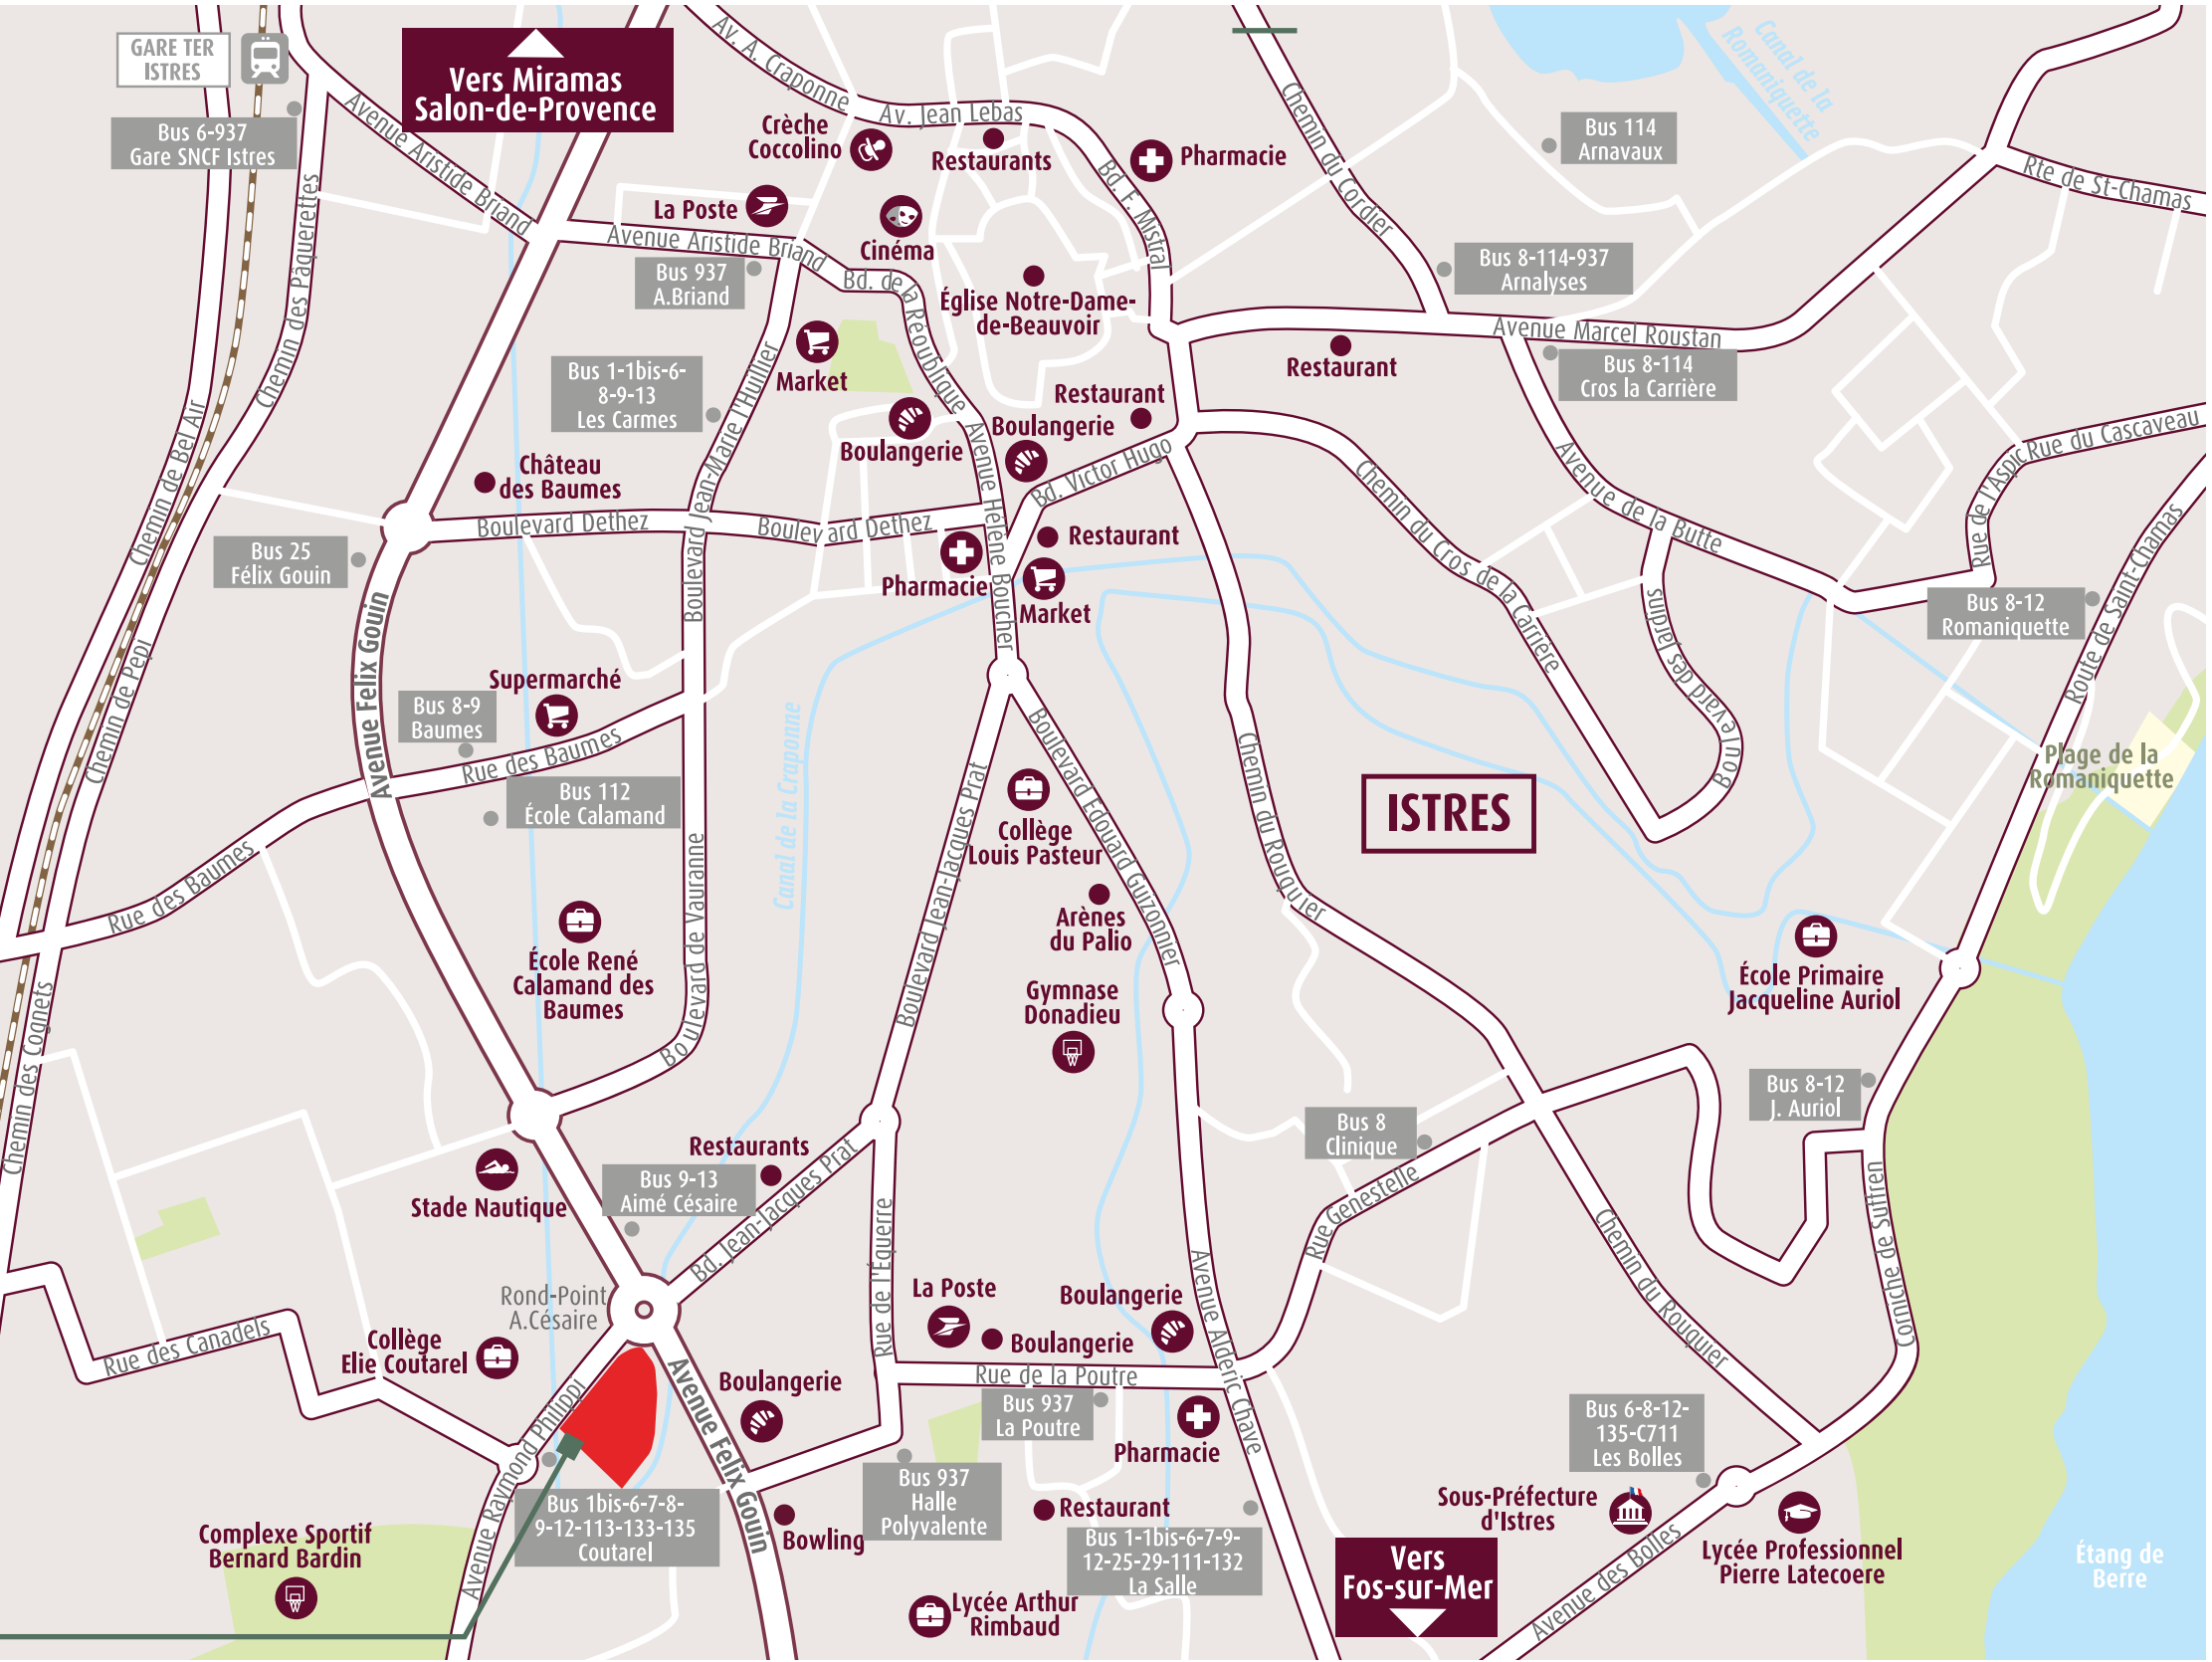 GARE TER
ISTRES
Bus 6-937
Gare SNCF Istres
Vers Miramas
Salon-de-Provence
Av. A. Craponne
Av. Jean Lebas
Crèche
Coccolino
Restaurants
Pharmacie
Bd. F. Mistral
Chemin du Cordier
Canal de la
Romaniquette
Bus 114
Arnavaux
Rte de St-Chamas
Avenue Aristide Briand
Chemin des Pâquerettes
La Poste
Avenue Aristide Briand
Cinéma
Bus 937
A.Briand
Bd. de la Réoublique
Église Notre-Dame-
de-Beauvoir
Bus 8-114-937
Arnalyses
Avenue Marcel Roustan
Restaurant
Bus 8-114
Cros la Carrière
Market
Bus 1-1bis-6-
8-9-13
Les Carmes
Boulevard Jean-Marie l'Huillier
Restaurant
Boulangerie
Boulangerie
Avenue Hélène Boucher
Bd. Victor Hugo
Château
des Baumes
Boulevard Dethez
Boulevard Dethez
Chemin de Bel Air
Chemin du Cros de la Carrière
Avenue de la Butte
Rue de l'Aspic
Rue du Cascaveau
Bus 25
Félix Gouin
Restaurant
Pharmacie
Market
Boulevard des Jardins
Bus 8-12
Romaniquette
Route de Saint-Chamas
Chemin de Pepi
Avenue Felix Gouin
Supermarché
Bus 8-9
Baumes
Rue des Baumes
Bus 112
École Calamand
Canal de la Craponne
Plage de la
Romaniquette
ISTRES
Collège
Louis Pasteur
Boulevard Edouard Guizonnier
Boulevard Jean-Jacques Prat
Chemin du Rouquier
Rue des Baumes
Boulevard de Vauranne
École René
Calamand des
Baumes
Arènes
du Palio
Gymnase
Donadieu
École Primaire
Jacqueline Auriol
Chemin des Cognets
Bus 8-12
J. Auriol
Bus 8
Clinique
Stade Nautique
Restaurants
Bus 9-13
Aimé Césaire
Bd. Jean-Jacques Prat
Rue Genestelle
Corniche de Suffren
Chemin du Rouquier
Rue de l'Équerre
Avenue Alderic Chave
Rond-Point
A.Césaire
La Poste
Boulangerie
Boulangerie
Rue de la Poutre
Rue des Canadels
Collège
Elie Coutarel
Avenue Raymond Philippi
Avenue Felix Gouin
Boulangerie
Bus 937
La Poutre
Pharmacie
Bus 6-8-12-
135-C711
Les Bolles
Bus 937
Halle
Polyvalente
Bus 1bis-6-7-8-
9-12-113-133-135
Coutarel
Bowling
Restaurant
Bus 1-1bis-6-7-9-
12-25-29-111-132
La Salle
Complexe Sportif
Bernard Bardin
Sous-Préfecture
d'Istres
Vers
Fos-sur-Mer
Avenue des Bolles
Lycée Professionnel
Pierre Latecoere
Étang de
Berre
Lycée Arthur
Rimbaud